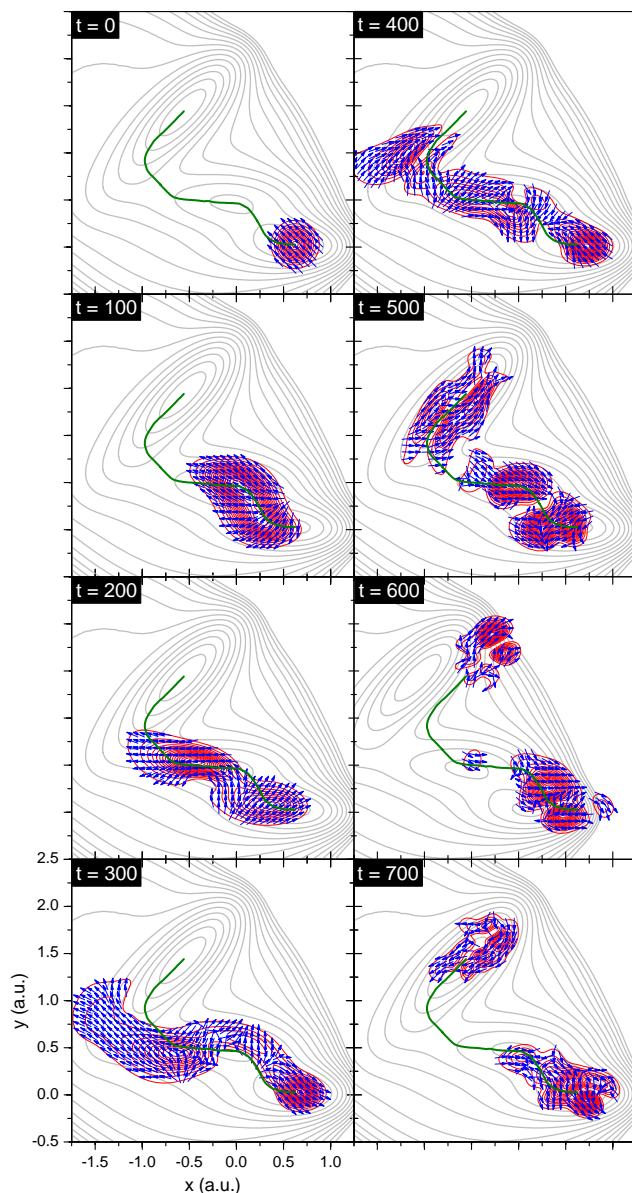 t = 0
t = 400
t = 100
t = 500
t = 200
t = 600
2.5
t = 300
t = 700
2.0
1.5
1.0
0.5
0.0
-0.5
y (a.u.)
-1.5 -1.0 -0.5 0.0 0.5 1.0
x (a.u.)